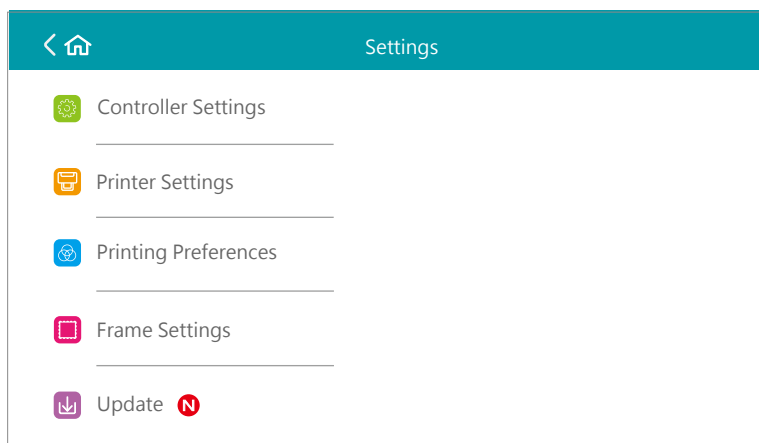 Settings
Controller Settings
Printer Settings
Printing Preferences
Frame Settings
Update N